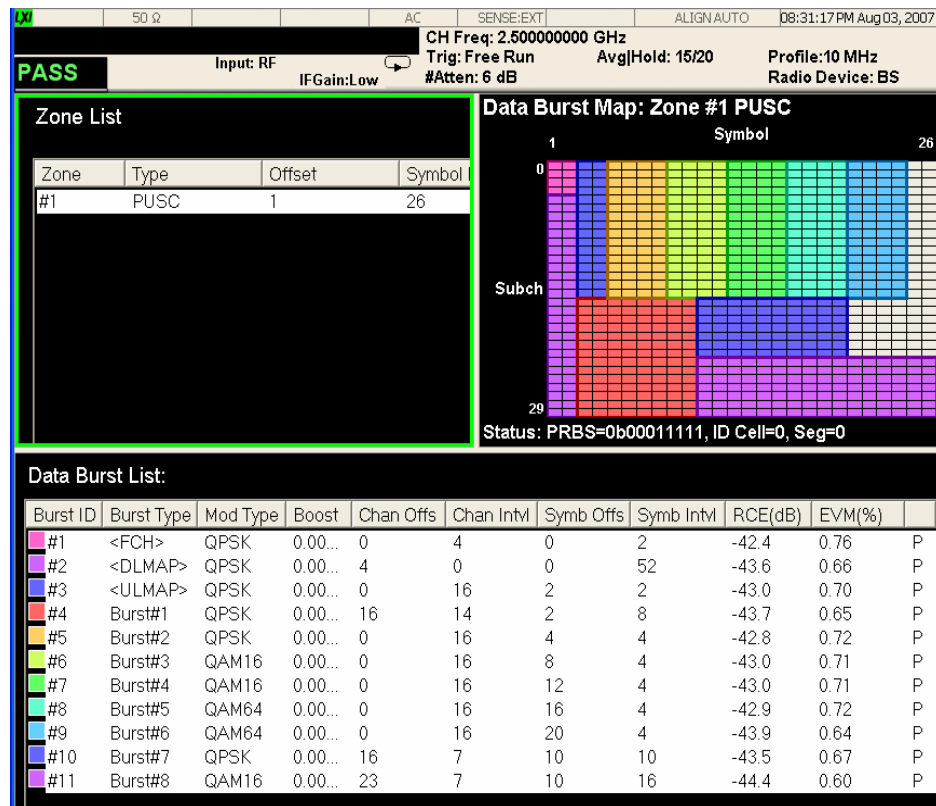 LXI 50 Ω AC SENSE:EXT ALIGN AUTO 08:31:17 PM Aug 03, 2007
CH Freq: 2.500000000 GHz
PASS Input: RF IFGain:Low Trig: Free Run Avg|Hold: 15/20 Profile:10 MHz
#Atten: 6 dB Radio Device: BS
Zone List
Zone Type Offset Symbol
#1 PUSC 1 26
Data Burst Map: Zone #1 PUSC
Symbol
1 26
0
Subch
29
Status: PRBS=0b00011111, ID Cell=0, Seg=0
Data Burst List:
Burst ID Burst Type Mod Type Boost Chan Offs Chan Intvl Symb Offs Symb Intvl RCE(dB) EVM(%)
#1 <FCH> QPSK 0.00... 0 4 0 2 -42.4 0.76 P
#2 <DLMAP> QPSK 0.00... 4 0 0 52 -43.6 0.66 P
#3 <ULMAP> QPSK 0.00... 0 16 2 2 -43.0 0.70 P
#4 Burst#1 QPSK 0.00... 16 14 2 8 -43.7 0.65 P
#5 Burst#2 QPSK 0.00... 0 16 4 4 -42.8 0.72 P
#6 Burst#3 QAM16 0.00... 0 16 8 4 -43.0 0.71 P
#7 Burst#4 QAM16 0.00... 0 16 12 4 -43.0 0.71 P
#8 Burst#5 QAM64 0.00... 0 16 16 4 -42.9 0.72 P
#9 Burst#6 QAM64 0.00... 0 16 20 4 -43.9 0.64 P
#10 Burst#7 QPSK 0.00... 16 7 10 10 -43.5 0.67 P
#11 Burst#8 QAM16 0.00... 23 7 10 16 -44.4 0.60 P